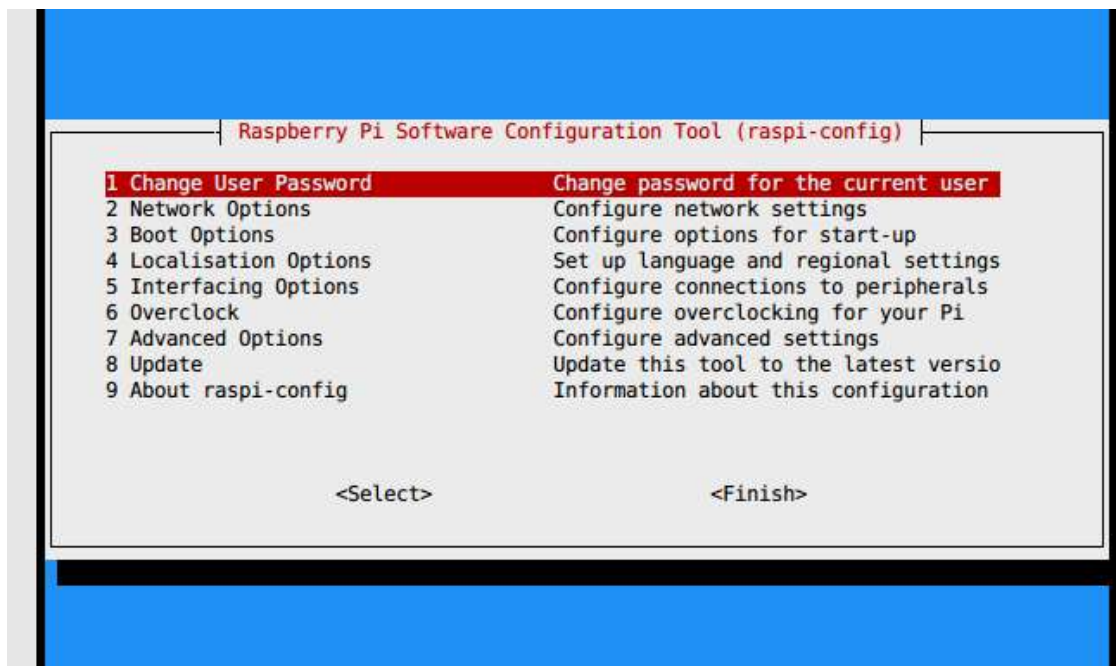 Raspberry Pi Software Configuration Tool (raspi-config)
1 Change User Password Change password for the current user
2 Network Options Configure network settings
3 Boot Options Configure options for start-up
4 Localisation Options Set up language and regional settings
5 Interfacing Options Configure connections to peripherals
6 Overclock Configure overclocking for your Pi
7 Advanced Options Configure advanced settings
8 Update Update this tool to the latest versio
9 About raspi-config Information about this configuration
<Select> <Finish>